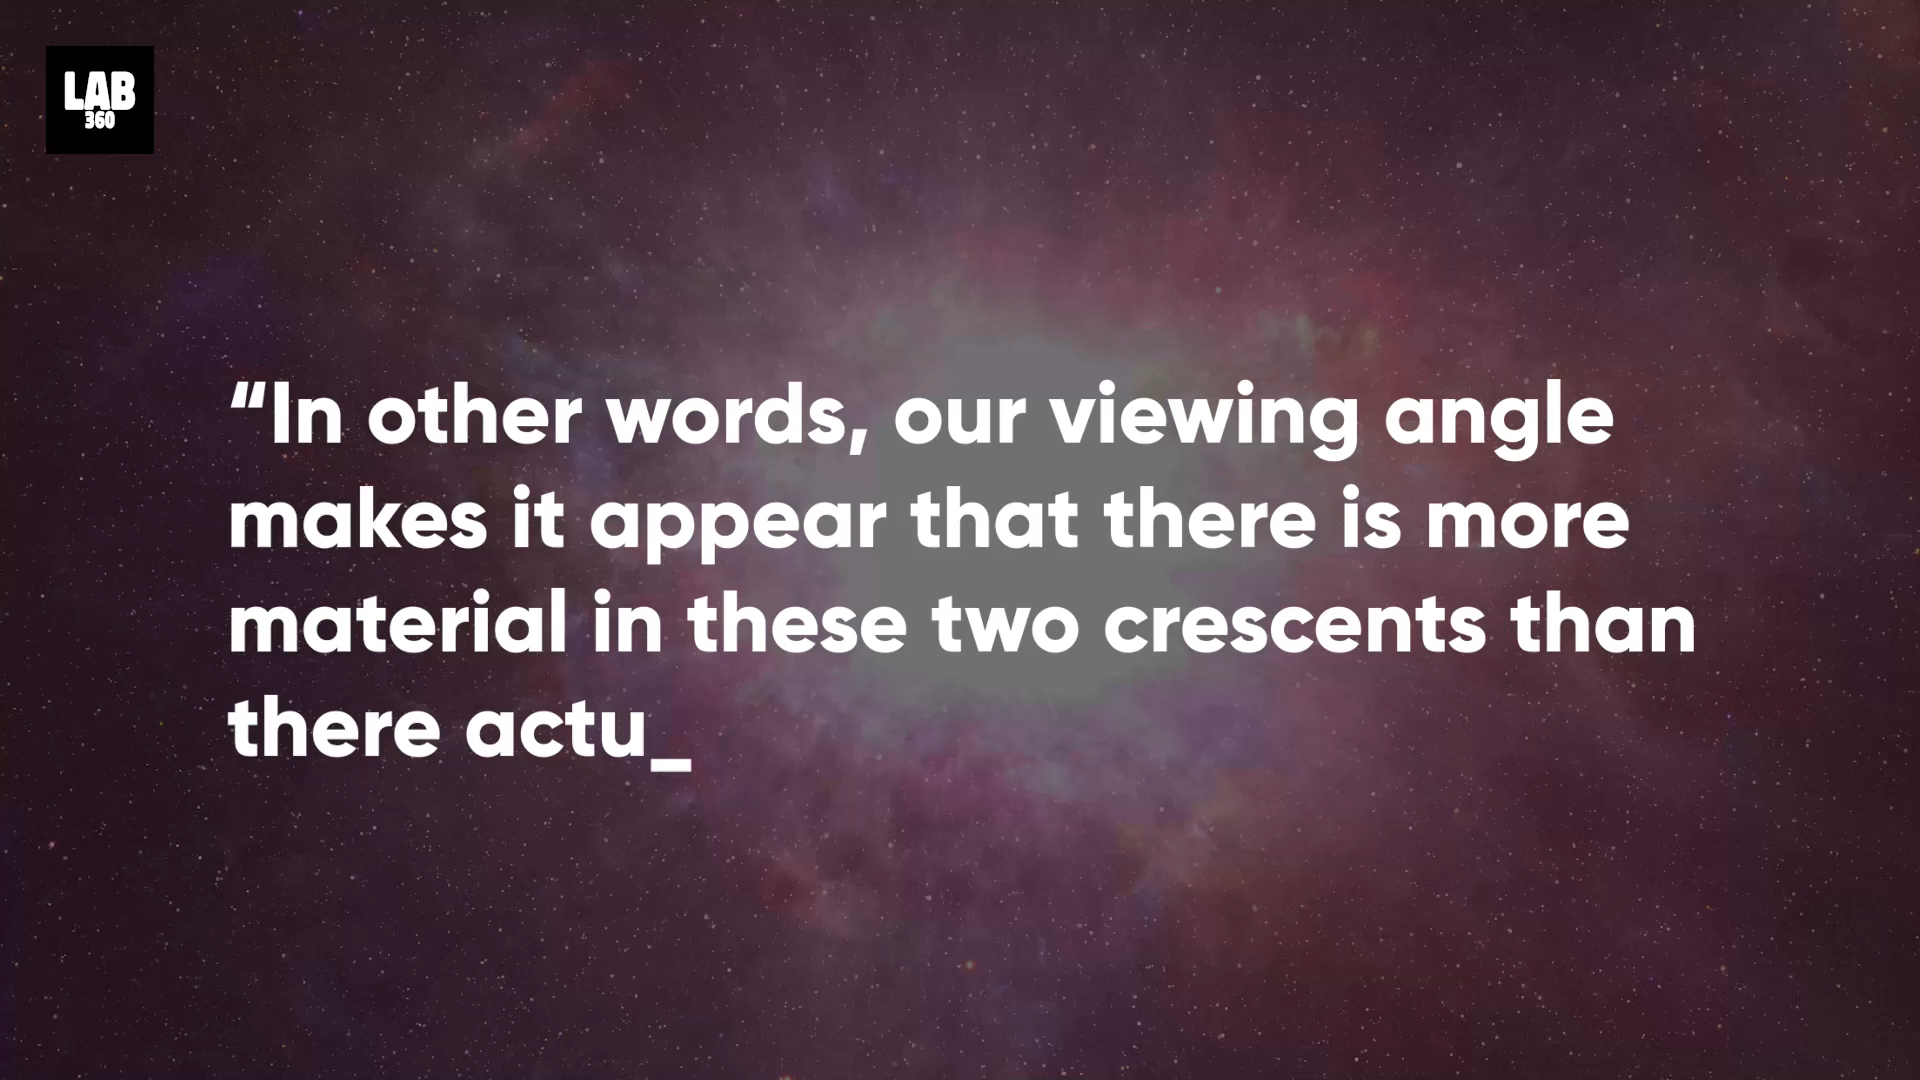 LAB
360
“In other words, our viewing angle
makes it appear that there is more
material in these two crescents than
there actu_